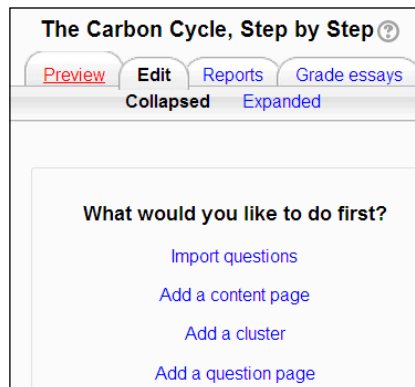 The Carbon Cycle, Step by Step ?
Preview Edit Reports Grade essays
Collapsed Expanded
What would you like to do first?
Import questions
Add a content page
Add a cluster
Add a question page